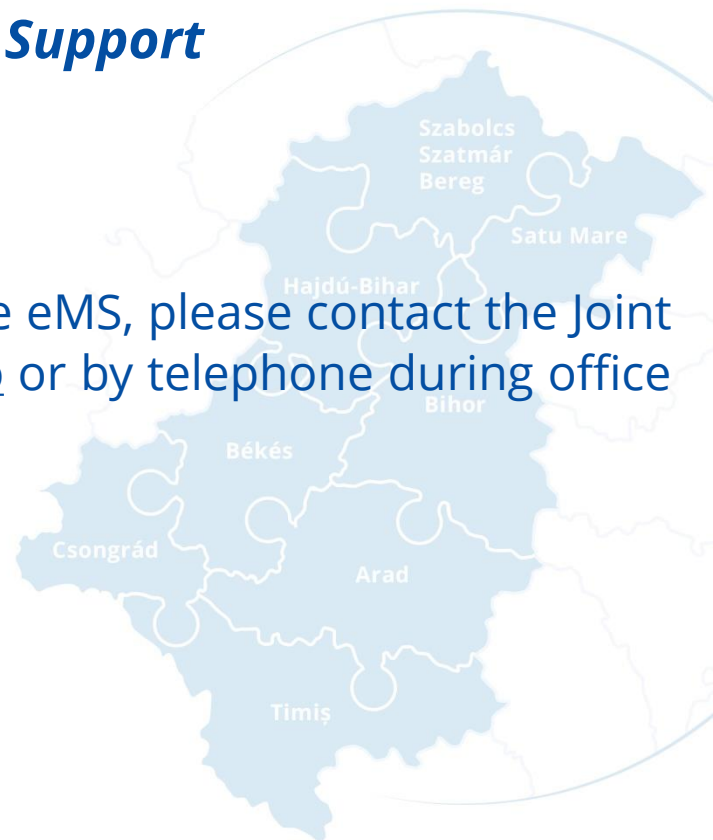 Support
Szabolcs
Szatmár
Bereg
Satu Mare
Hajdú-Bihar
e eMS, please contact the Joint
o or by telephone during office
Bihor
Békés
Csongrád
Arad
Timiș